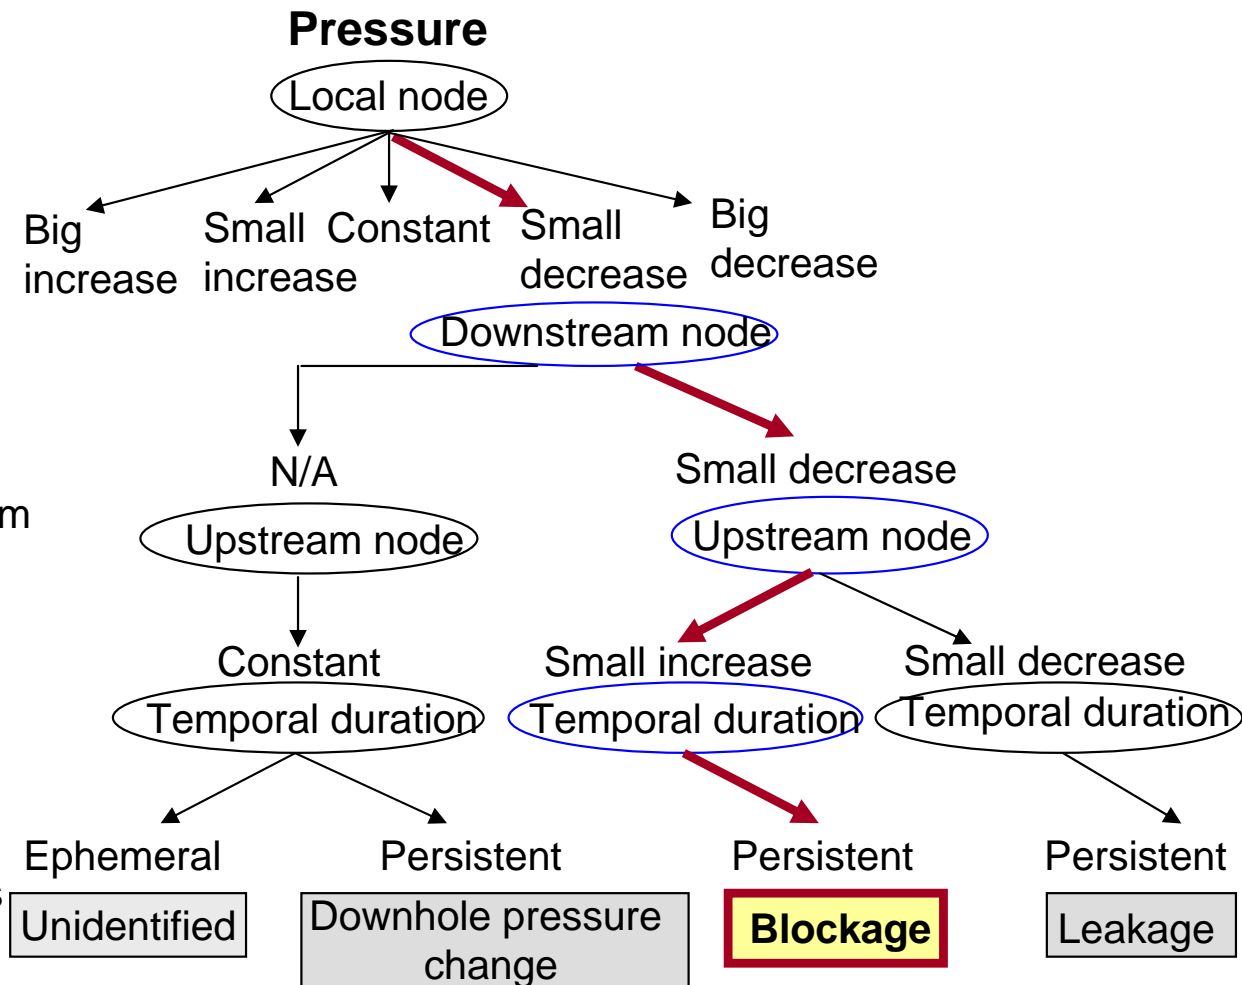 Pressure
Local node
Big
increase
Small
increase
Constant
Small
decrease
Big
decrease
Downstream node
N/A
Small decrease
m
Upstream node
Upstream node
Constant
Small increase
Small decrease
Temporal duration
Temporal duration
Temporal duration
Ephemeral
Persistent
Persistent
Persistent
s
Unidentified
Downhole pressure
change
Blockage
Leakage